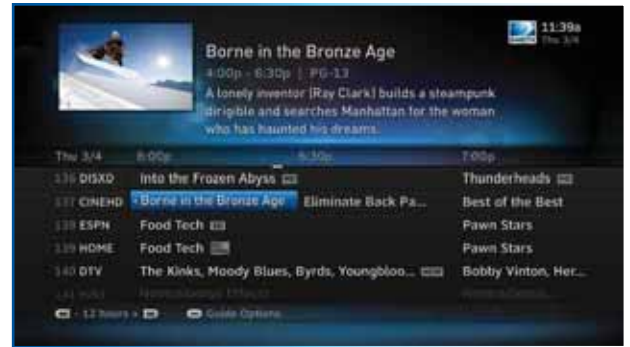 11:39a
Thu 3/4
Borne in the Bronze Age
4:00p - 6:30p | PG-13
A lonely inventor (Ray Clark) builds a steampunk
dirigible and searches Manhattan for the woman
who has haunted his dreams.
Thu 3/4 6:00p 6:30p 7:00p
DISXD Into the Frozen Abyss Thunderheads
CINEHD Borne in the Bronze Age Eliminate Back Pa... Best of the Best
ESPN Food Tech Pawn Stars
139 HOME Food Tech Pawn Stars
140 DTV The Kinks, Moody Blues, Byrds, Youngbloo... Bobby Vinton, Her...
- 12 hours + Guide Options